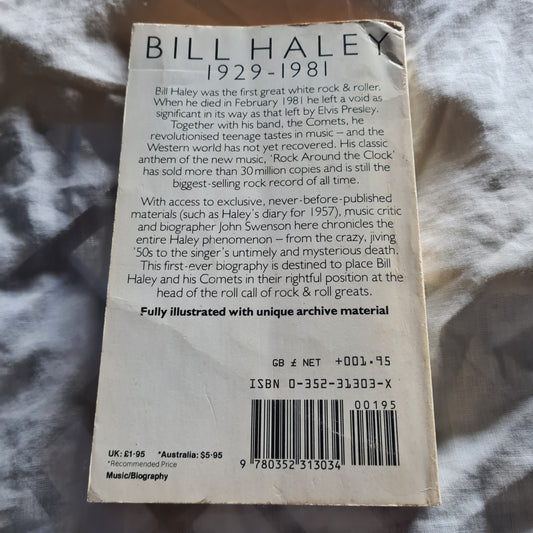 BILL HALEY
1929-1981
Bill Haley was the first great white rock & roller.
When he died in February 1981 he left a void as
significant in its way as that left by Elvis Presley.
Together with his band, the Comets, he
revolutionised teenage tastes in music – and the
Western world has not yet recovered. His classic
anthem of the new music, 'Rock Around the Clock'
has sold more than 30 million copies and is still the
biggest-selling rock record of all time.
With access to exclusive, never-before-published
materials (such as Haley's diary for 1957), music critic
and biographer John Swenson here chronicles the
entire Haley phenomenon – from the crazy, jiving
'50s to the singer's untimely and mysterious death.
This first-ever biography is destined to place Bill
Haley and his Comets in their rightful position at the
head of the roll call of rock & roll greats.
Fully illustrated with unique archive material
GB £ NET +001.95
ISBN 0-352-31303-X
00195
9 780352 313034
UK: £1·95 *Australia: $5·95
*Recommended Price
Music/Biography